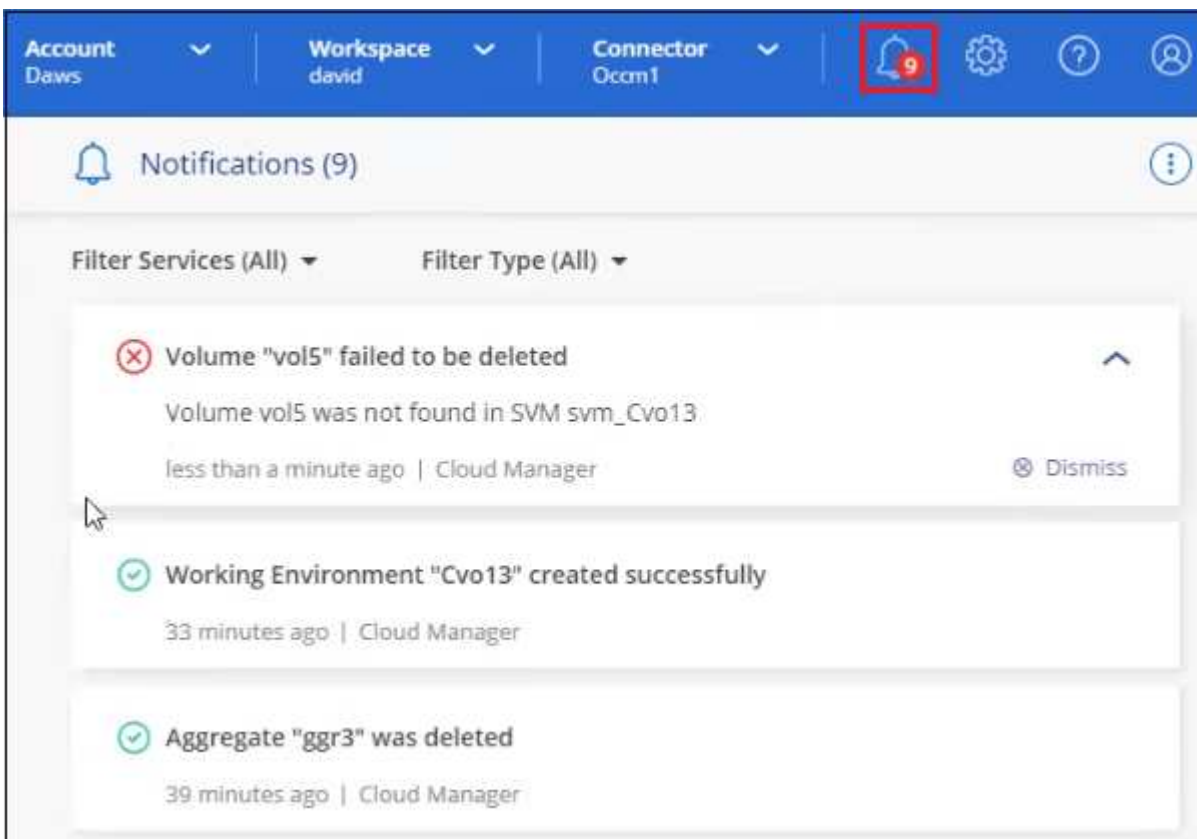 Account Workspace Connector
Daws david Occm1
9
Notifications (9)
Filter Services (All) Filter Type (All)
Volume "vol5" failed to be deleted
Volume vol5 was not found in SVM svm_Cvo13
less than a minute ago | Cloud Manager Dismiss
Working Environment "Cvo13" created successfully
33 minutes ago | Cloud Manager
Aggregate "ggr3" was deleted
39 minutes ago | Cloud Manager